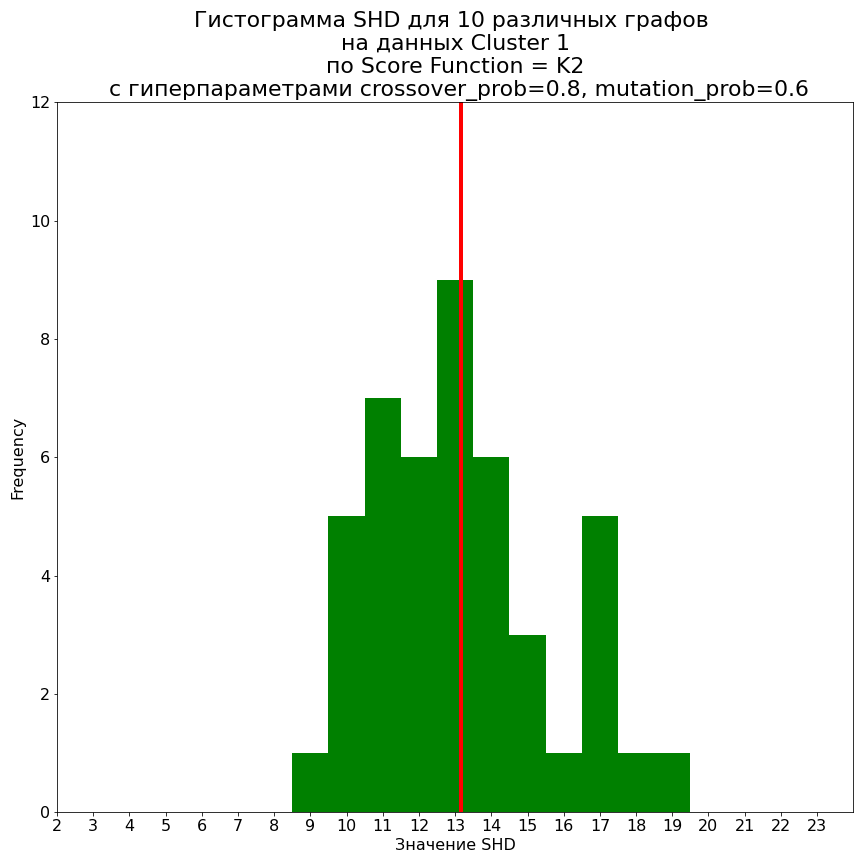 Гистограмма SHD для 10 различных графов
на данных Cluster 1
по Score Function = K2
с гиперпараметрами crossover_prob=0.8, mutation_prob=0.6
12
10
8
6
4
2
0
Frequency
2 3 4 5 6 7 8 9 10 11 12 13 14 15 16 17 18 19 20 21 22 23
Значение SHD